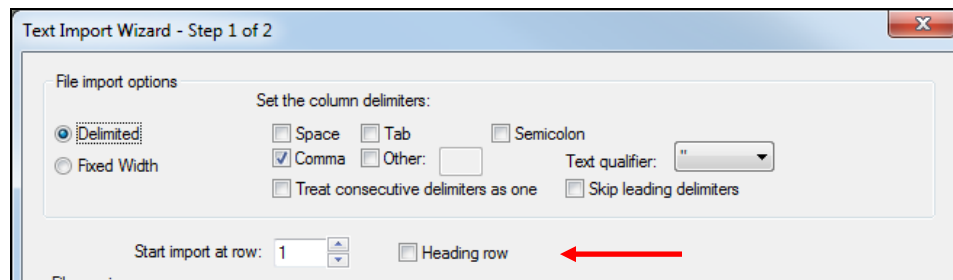 Text Import Wizard - Step 1 of 2
File import options
Set the column delimiters:
Delimited
Space Tab Semicolon
Fixed Width
Comma Other: Text qualifier: "
Treat consecutive delimiters as one Skip leading delimiters
Start import at row: 1 Heading row